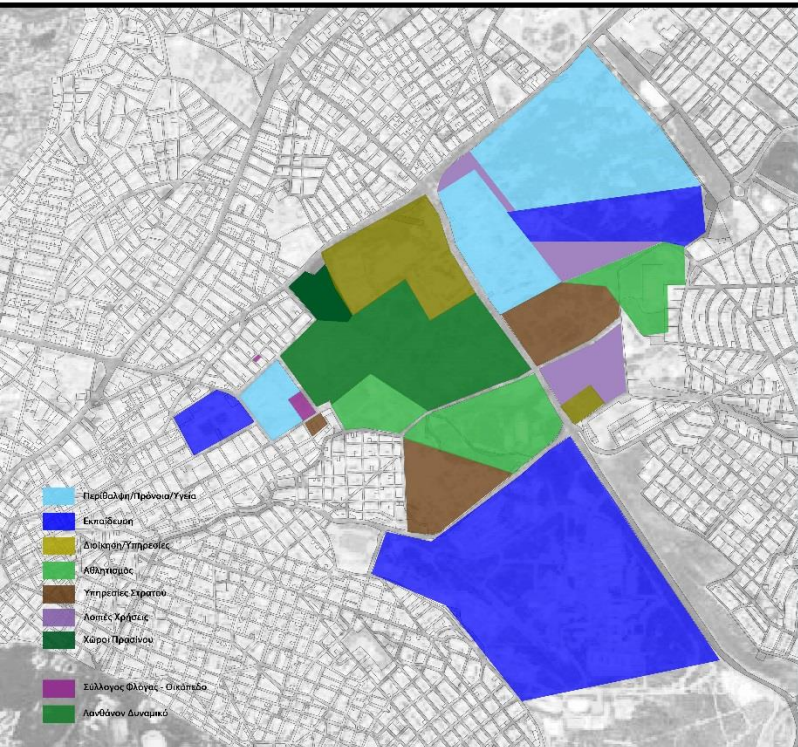 Περίθαλψη/Πρόνοια/Υγεία
Εκπαίδευση
Διοίκηση/Υπηρεσίες
Αθλητισμός
Υπηρεσίες Στρατού
Λοιπές Χρήσεις
Χώροι Πρασίνου
Σύλλογος Φλόγας - Οικόπεδο
Λανθάνον Δυναμικό